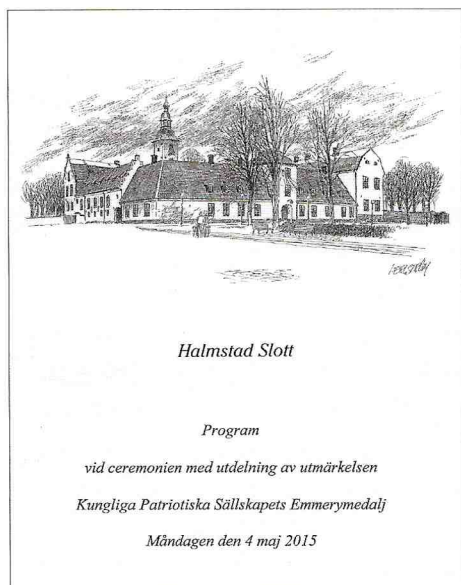 Halmstad Slott
Program
vid ceremonien med utdelning av utmärkelsen
Kungliga Patriotiska Sällskapets Emmerymedalj
Måndagen den 4 maj 2015